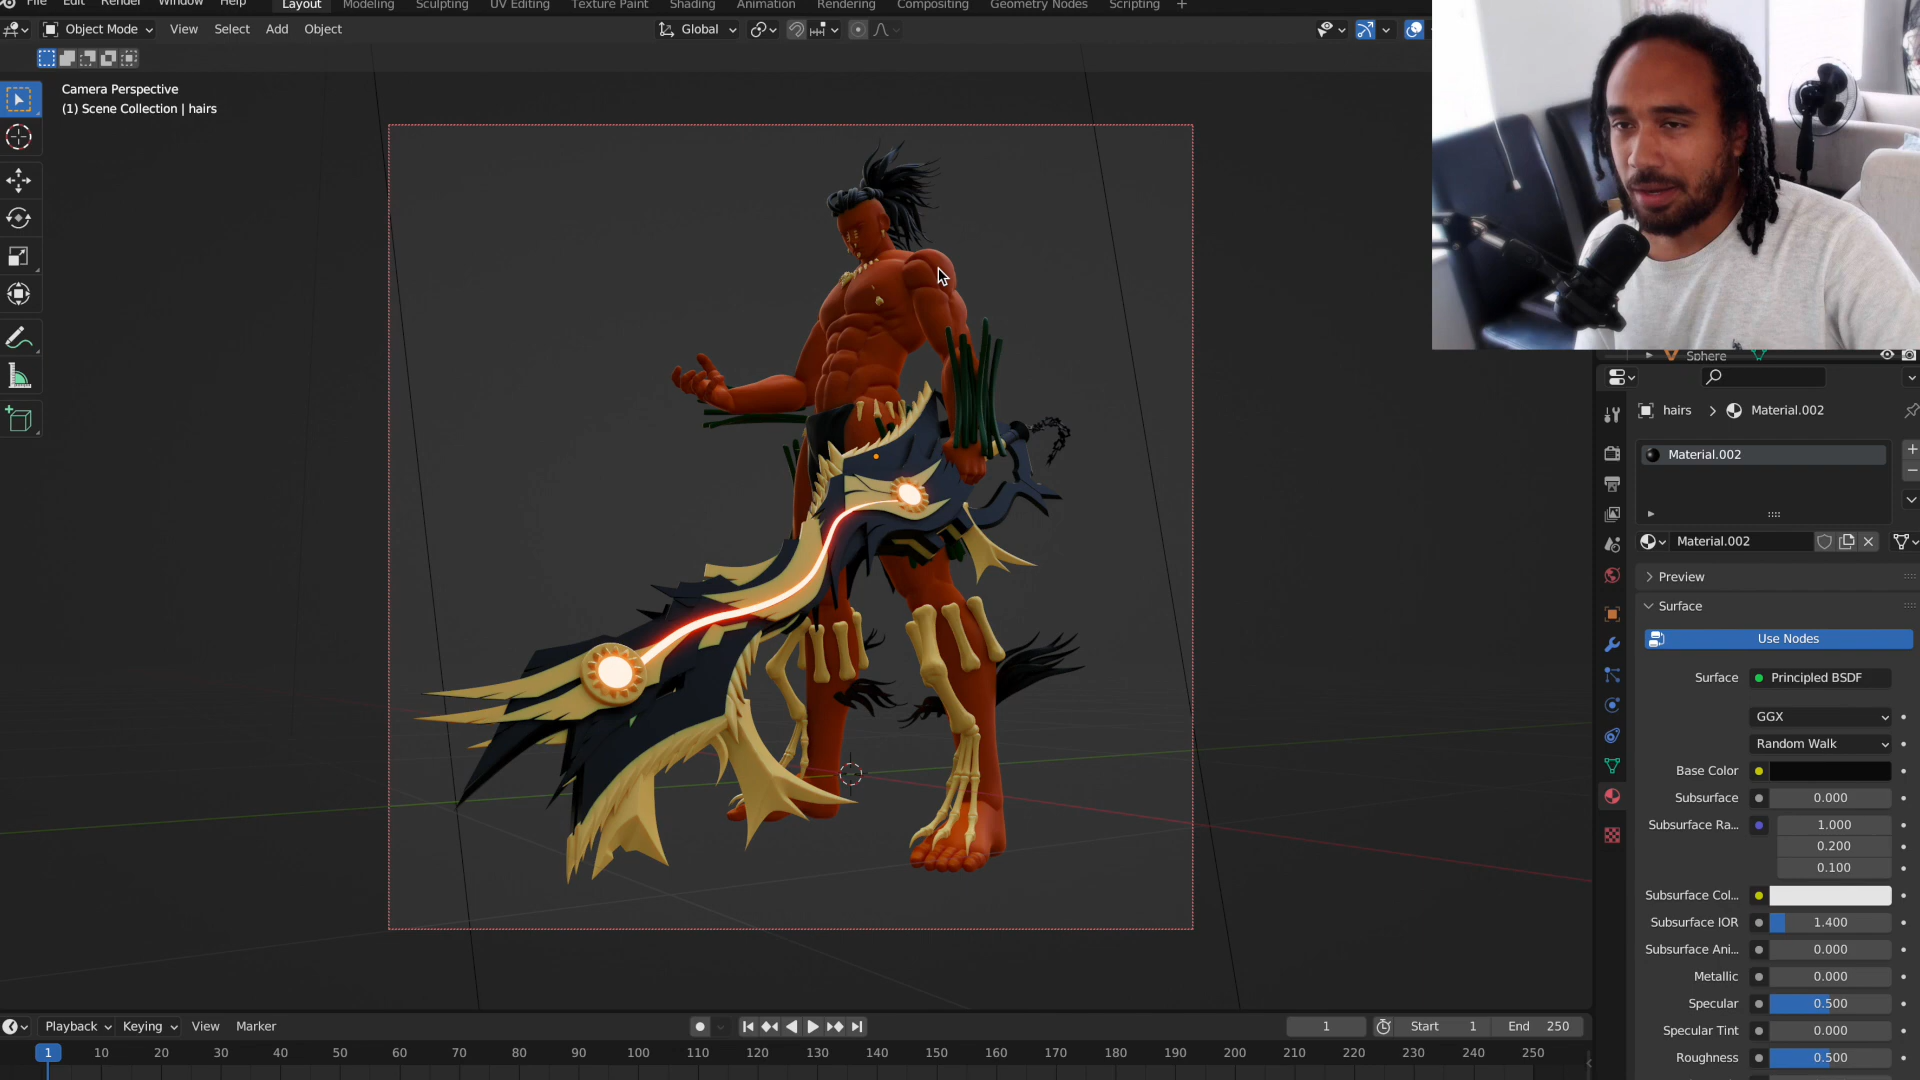 File Edit Render Window Help Layout Modeling Sculpting UV Editing Texture Paint Shading Animation Rendering Compositing Geometry Nodes Scripting +
Object Mode View Select Add Object Global
Camera Perspective
(1) Scene Collection | hairs
Sphere
hairs > Material.002
Material.002
Material.002
Preview
Surface
Use Nodes
Surface Principled BSDF
GGX
Random Walk
Base Color
Subsurface 0.000
Subsurface Ra... 1.000
0.200
0.100
Subsurface Col...
Subsurface IOR 1.400
Subsurface Ani... 0.000
Metallic 0.000
Specular 0.500
Specular Tint 0.000
Roughness 0.500
Playback Keying View Marker 1 Start 1 End 250
1 10 20 30 40 50 60 70 80 90 100 110 120 130 140 150 160 170 180 190 200 210 220 230 240 250